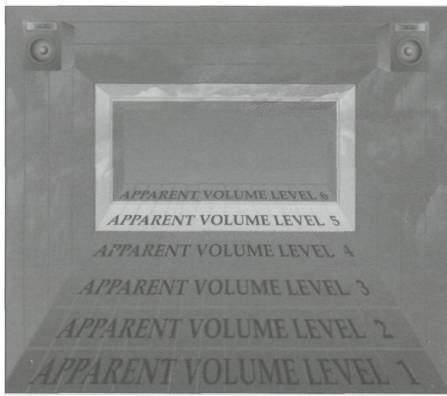 APPARENT VOLUME LEVEL 6
APPARENT VOLUME LEVEL 5
APPARENT VOLUME LEVEL 4
APPARENT VOLUME LEVEL 3
APPARENT VOLUME LEVEL 2
APPARENT VOLUME LEVEL 1